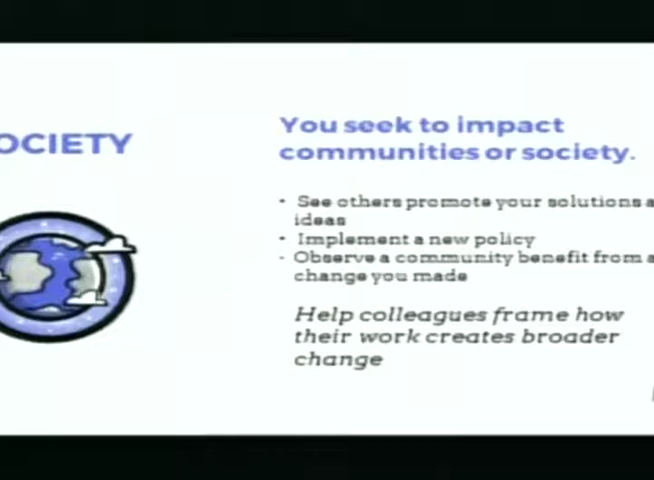 OCIETY
You seek to impact
communities or society.
• See others promote your solutions a
ideas
• Implement a new policy
- Observe a community benefit from a
change you made
Help colleagues frame how
their work creates broader
change